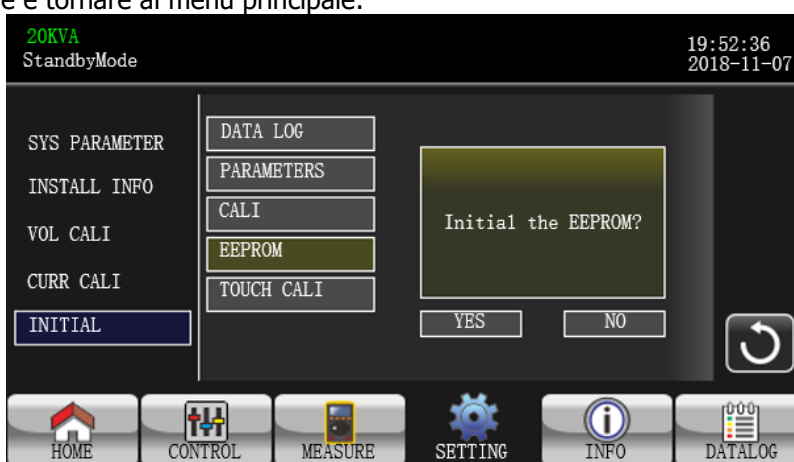 e e tornare al menu principale.
20KVA
StandbyMode
19:52:36
2018-11-07
SYS PARAMETER
INSTALL INFO
VOL CALI
CURR CALI
INITIAL
DATA LOG
PARAMETERS
CALI
EEPROM
TOUCH CALI
Initial the EEPROM?
YES
NO
HOME
CONTROL
MEASURE
SETTING
INFO
DATALOG